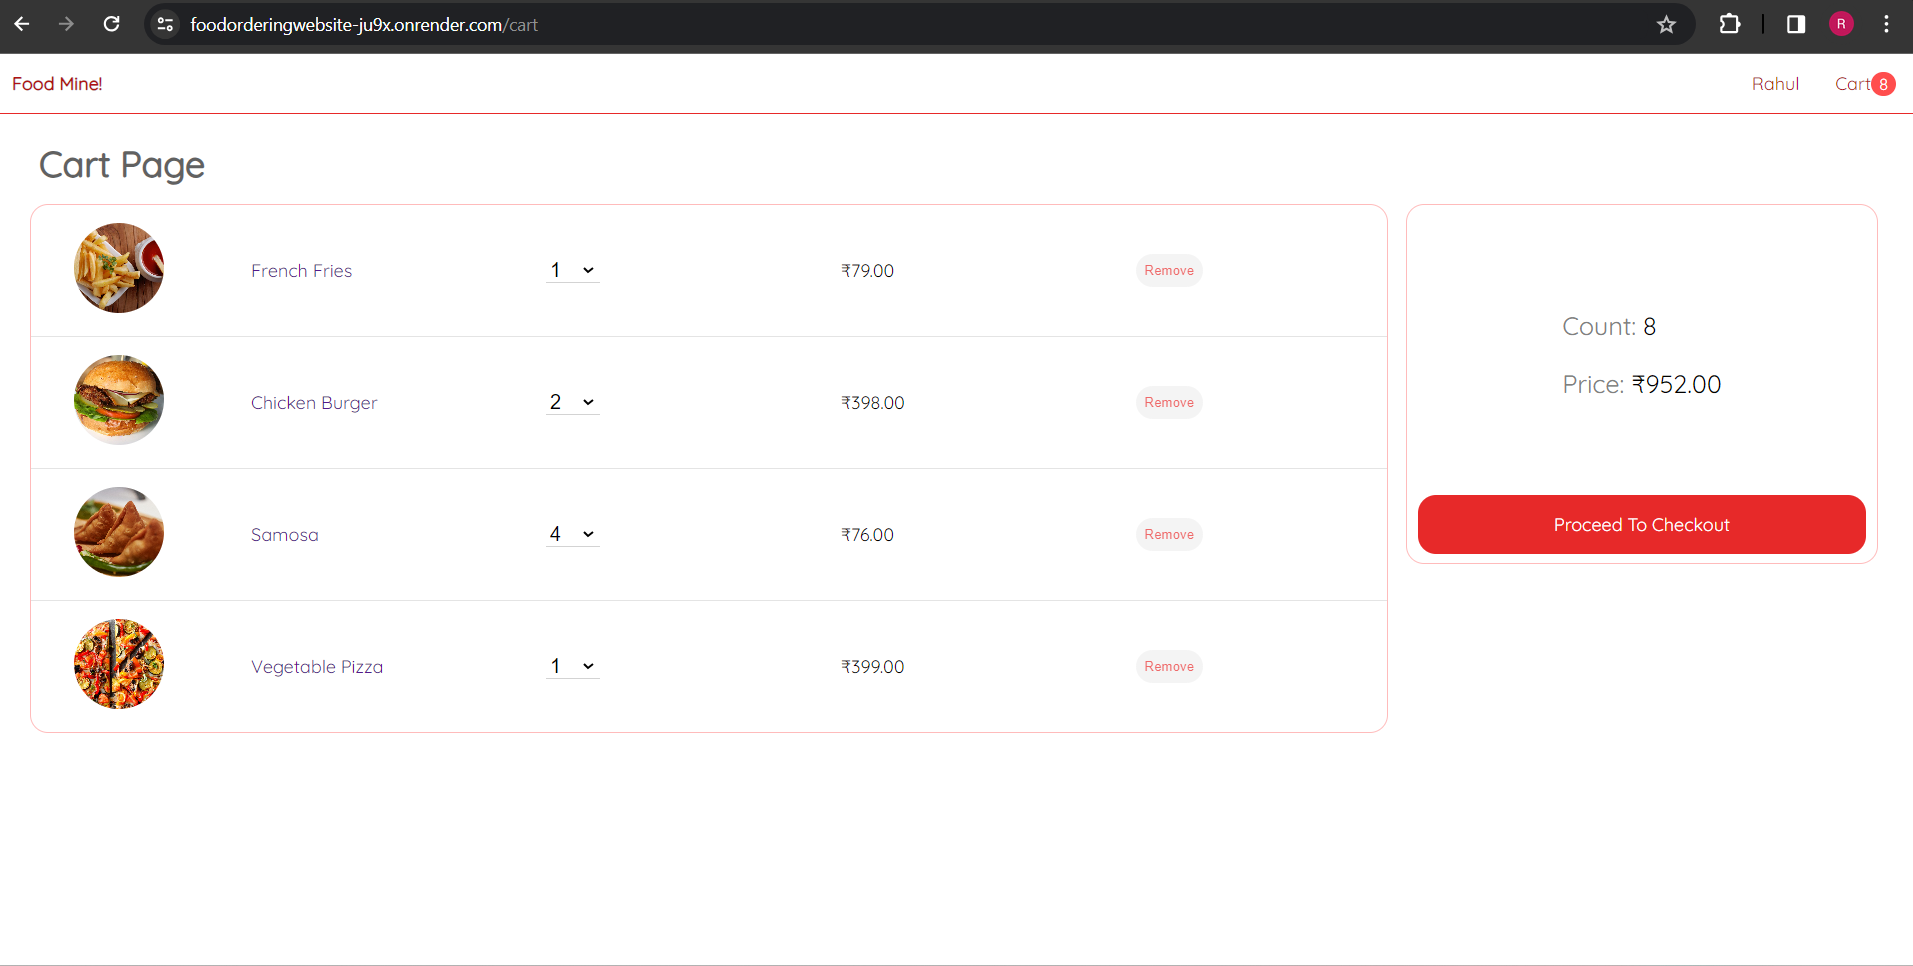 foodorderingwebsite-ju9x.onrender.com/cart
R
Food Mine!
Rahul
Cart 8
Cart Page
French Fries 1 ₹79.00 Remove
Chicken Burger 2 ₹398.00 Remove
Samosa 4 ₹76.00 Remove
Vegetable Pizza 1 ₹399.00 Remove
Count: 8
Price: ₹952.00
Proceed To Checkout